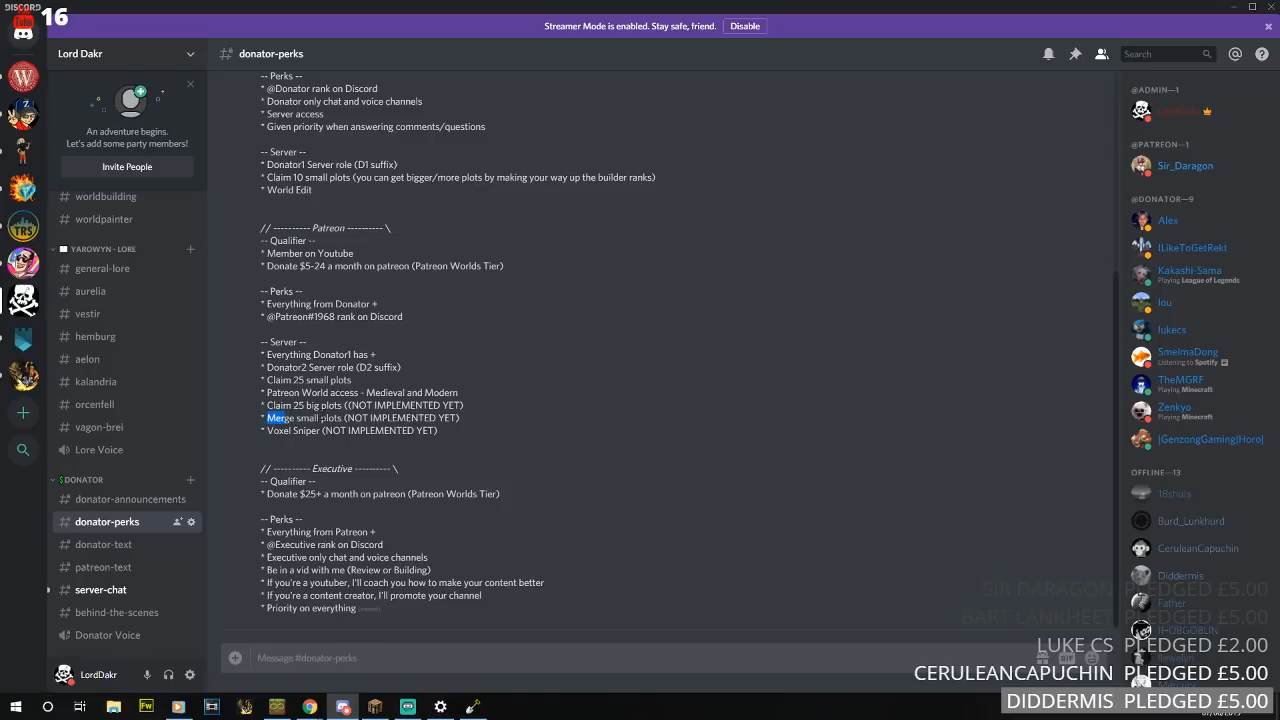 DISCORD
16
Streamer Mode is enabled. Stay safe, friend.
Disable
Lord Dakr
donator-perks
Search
An adventure begins.
Let's add some party members!
Invite People
worldbuilding
worldpainter
YAROWYN - LORE
general-lore
aurelia
vestir
hemburg
aelon
kalandria
orcenfell
vagon-brei
Lore Voice
$DONATOR
donator-announcements
donator-perks
donator-text
patreon-text
server-chat
behind-the-scenes
Donator Voice
LordDakr
-- Perks --
* @Donator rank on Discord
* Donator only chat and voice channels
* Server access
* Given priority when answering comments/questions
-- Server --
* Donator1 Server role (D1 suffix)
* Claim 10 small plots (you can get bigger/more plots by making your way up the builder ranks)
* World Edit
// ---------- Patreon ---------- \
-- Qualifier --
* Member on Youtube
* Donate $5-24 a month on patreon (Patreon Worlds Tier)
-- Perks --
* Everything from Donator +
* @Patreon#1968 rank on Discord
-- Server --
* Everything Donator1 has +
* Donator2 Server role (D2 suffix)
* Claim 25 small plots
* Patreon World access - Medieval and Modern
* Claim 25 big plots ((NOT IMPLEMENTED YET)
* Merge small plots (NOT IMPLEMENTED YET)
* Voxel Sniper (NOT IMPLEMENTED YET)
// ---------- Executive ---------- \
-- Qualifier --
* Donate $25+ a month on patreon (Patreon Worlds Tier)
-- Perks --
* Everything from Patreon +
* @Executive rank on Discord
* Executive only chat and voice channels
* Be in a vid with me (Review or Building)
* If you're a youtuber, I'll coach you how to make your content better
* If you're a content creator, I'll promote your channel
* Priority on everything (edited)
Message #donator-perks
@ADMIN—1
LordDakr
@PATREON—1
Sir_Daragon
@DONATOR—9
Alex
ILikeToGetRekt
Kakashi-Sama
Playing League of Legends
lou
lukecs
SmelmaDong
Listening to Spotify
TheMGRF
Playing Minecraft
Zenkyo
Playing Minecraft
|GenzongGaming|Horo|
OFFLINE—13
18shula
Burd_Lunkhurd
CeruleanCapuchin
Diddermis
Father
llewelyn
SIR DARAGON PLEDGED £5.00
BART LANKHEET PLEDGED £5.00
LUKE CS PLEDGED £2.00
CERULEANCAPUCHIN PLEDGED £5.00
DIDDERMIS PLEDGED £5.00